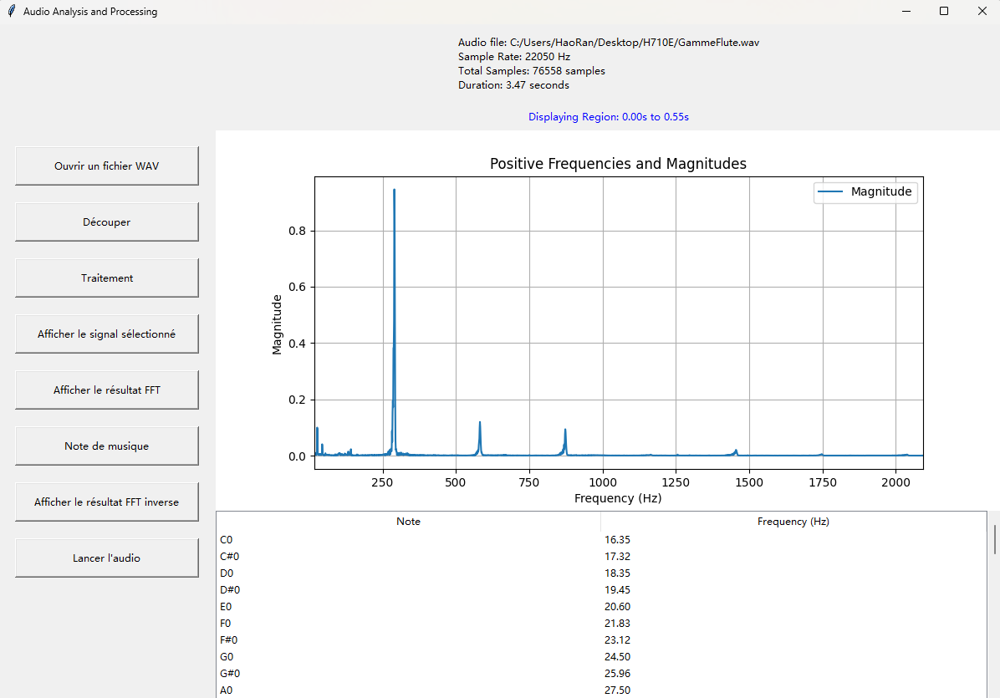 Audio Analysis and Processing
Audio file: C:/Users/HaoRan/Desktop/H710E/GammeFlute.wav
Sample Rate: 22050 Hz
Total Samples: 76558 samples
Duration: 3.47 seconds
Displaying Region: 0.00s to 0.55s
Ouvrir un fichier WAV
Découper
Traitement
Afficher le signal sélectionné
Afficher le résultat FFT
Note de musique
Afficher le résultat FFT inverse
Lancer l'audio
Positive Frequencies and Magnitudes
Magnitude
0.8
0.6
0.4
0.2
0.0
Magnitude
250 500 750 1000 1250 1500 1750 2000
Frequency (Hz)
Note Frequency (Hz)
C0 16.35
C#0 17.32
D0 18.35
D#0 19.45
E0 20.60
F0 21.83
F#0 23.12
G0 24.50
G#0 25.96
A0 27.50